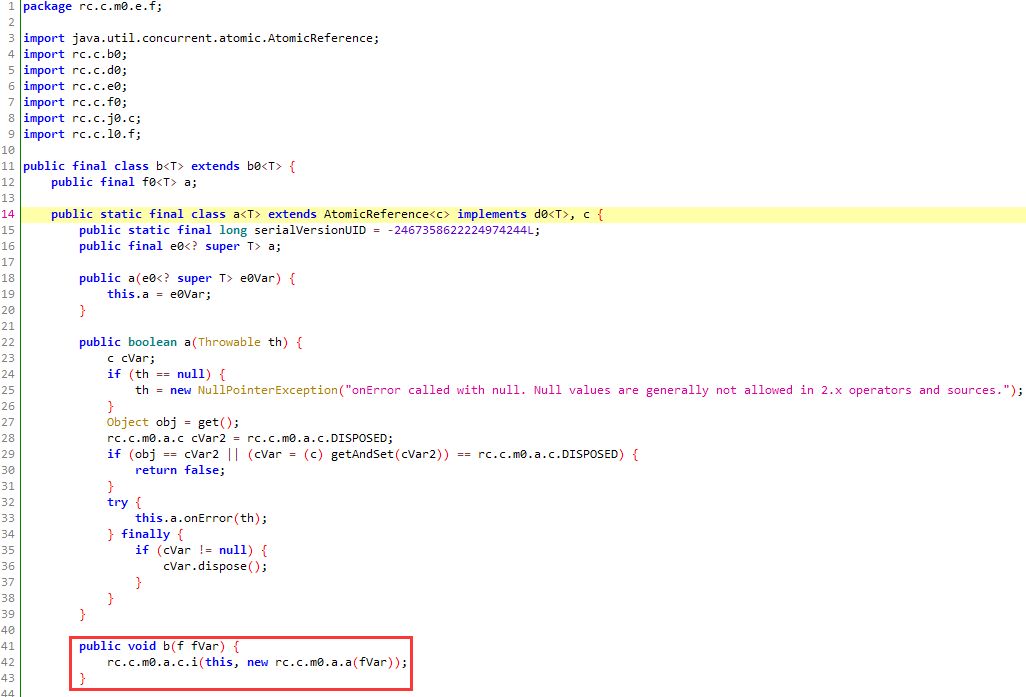 1 package rc.c.m0.e.f;
2
3 import java.util.concurrent.atomic.AtomicReference;
4 import rc.c.b0;
5 import rc.c.d0;
6 import rc.c.e0;
7 import rc.c.f0;
8 import rc.c.j0.c;
9 import rc.c.l0.f;
10
11 public final class b<T> extends b0<T> {
12     public final f0<T> a;
13
14     public static final class a<T> extends AtomicReference<c> implements d0<T>, c {
15         public static final long serialVersionUID = -2467358622224974244L;
16         public final e0<? super T> a;
17
18         public a(e0<? super T> e0Var) {
19             this.a = e0Var;
20         }
21
22         public boolean a(Throwable th) {
23             c cVar;
24             if (th == null) {
25                 th = new NullPointerException("onError called with null. Null values are generally not allowed in 2.x operators and sources.");
26             }
27             Object obj = get();
28             rc.c.m0.a.c cVar2 = rc.c.m0.a.c.DISPOSED;
29             if (obj == cVar2 || (cVar = (c) getAndSet(cVar2)) == rc.c.m0.a.c.DISPOSED) {
30                 return false;
31             }
32             try {
33                 this.a.onError(th);
34             } finally {
35                 if (cVar != null) {
36                     cVar.dispose();
37                 }
38             }
39         }
40
41         public void b(f fVar) {
42             rc.c.m0.a.c.i(this, new rc.c.m0.a.a(fVar));
43         }
44